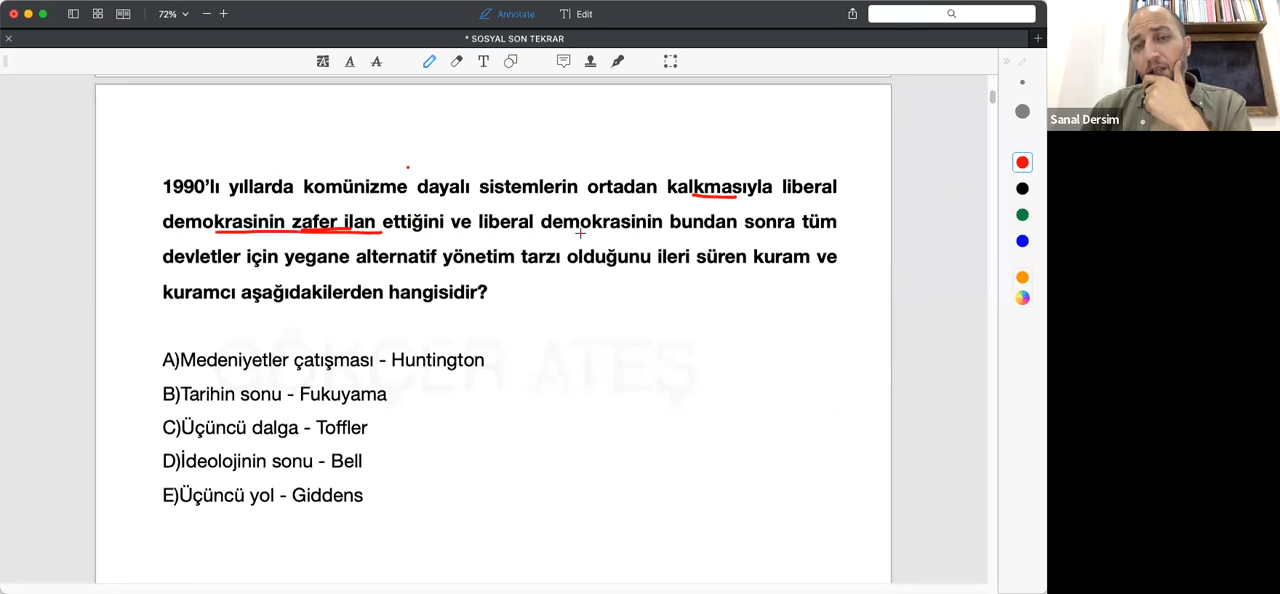 72%
Annotate
Edit
* SOSYAL SON TEKRAR
1990'lı yıllarda komünizme dayalı sistemlerin ortadan kalkmasıyla liberal
demokrasinin zafer ilan ettiğini ve liberal demokrasinin bundan sonra tüm
devletler için yegane alternatif yönetim tarzı olduğunu ileri süren kuram ve
kuramcı aşağıdakilerden hangisidir?
GÖKÇER ATEŞ
A)Medeniyetler çatışması - Huntington
B)Tarihin sonu - Fukuyama
C)Üçüncü dalga - Toffler
D)İdeolojinin sonu - Bell
E)Üçüncü yol - Giddens
Sanal Dersim